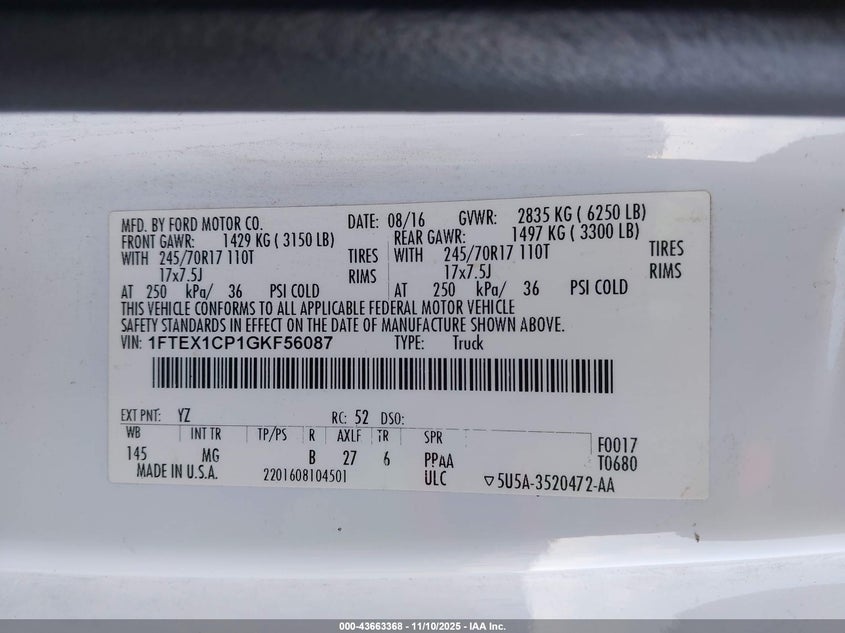 MFD. BY FORD MOTOR CO. DATE: 08/16 GVWR: 2835 KG ( 6250 LB)
FRONT GAWR: 1429 KG ( 3150 LB) REAR GAWR: 1497 KG ( 3300 LB)
WITH 245/70R17 110T TIRES WITH 245/70R17 110T TIRES
17x7.5J RIMS 17x7.5J RIMS
AT 250 kPa/ 36 PSI COLD AT 250 kPa/ 36 PSI COLD
THIS VEHICLE CONFORMS TO ALL APPLICABLE FEDERAL MOTOR VEHICLE
SAFETY STANDARDS IN EFFECT ON THE DATE OF MANUFACTURE SHOWN ABOVE.
VIN: 1FTEX1CP1GKF56087 TYPE: Truck
EXT PNT: YZ RC: 52 DSO:
WB INT TR TP/PS R AXLE TR SPR F0017
145 MG B 27 6 PPAA T0680
MADE IN U.S.A. 2201608104501 ULC ▽5U5A-3520472-AA
000-43663368 - 11/10/2025 - IAA Inc.